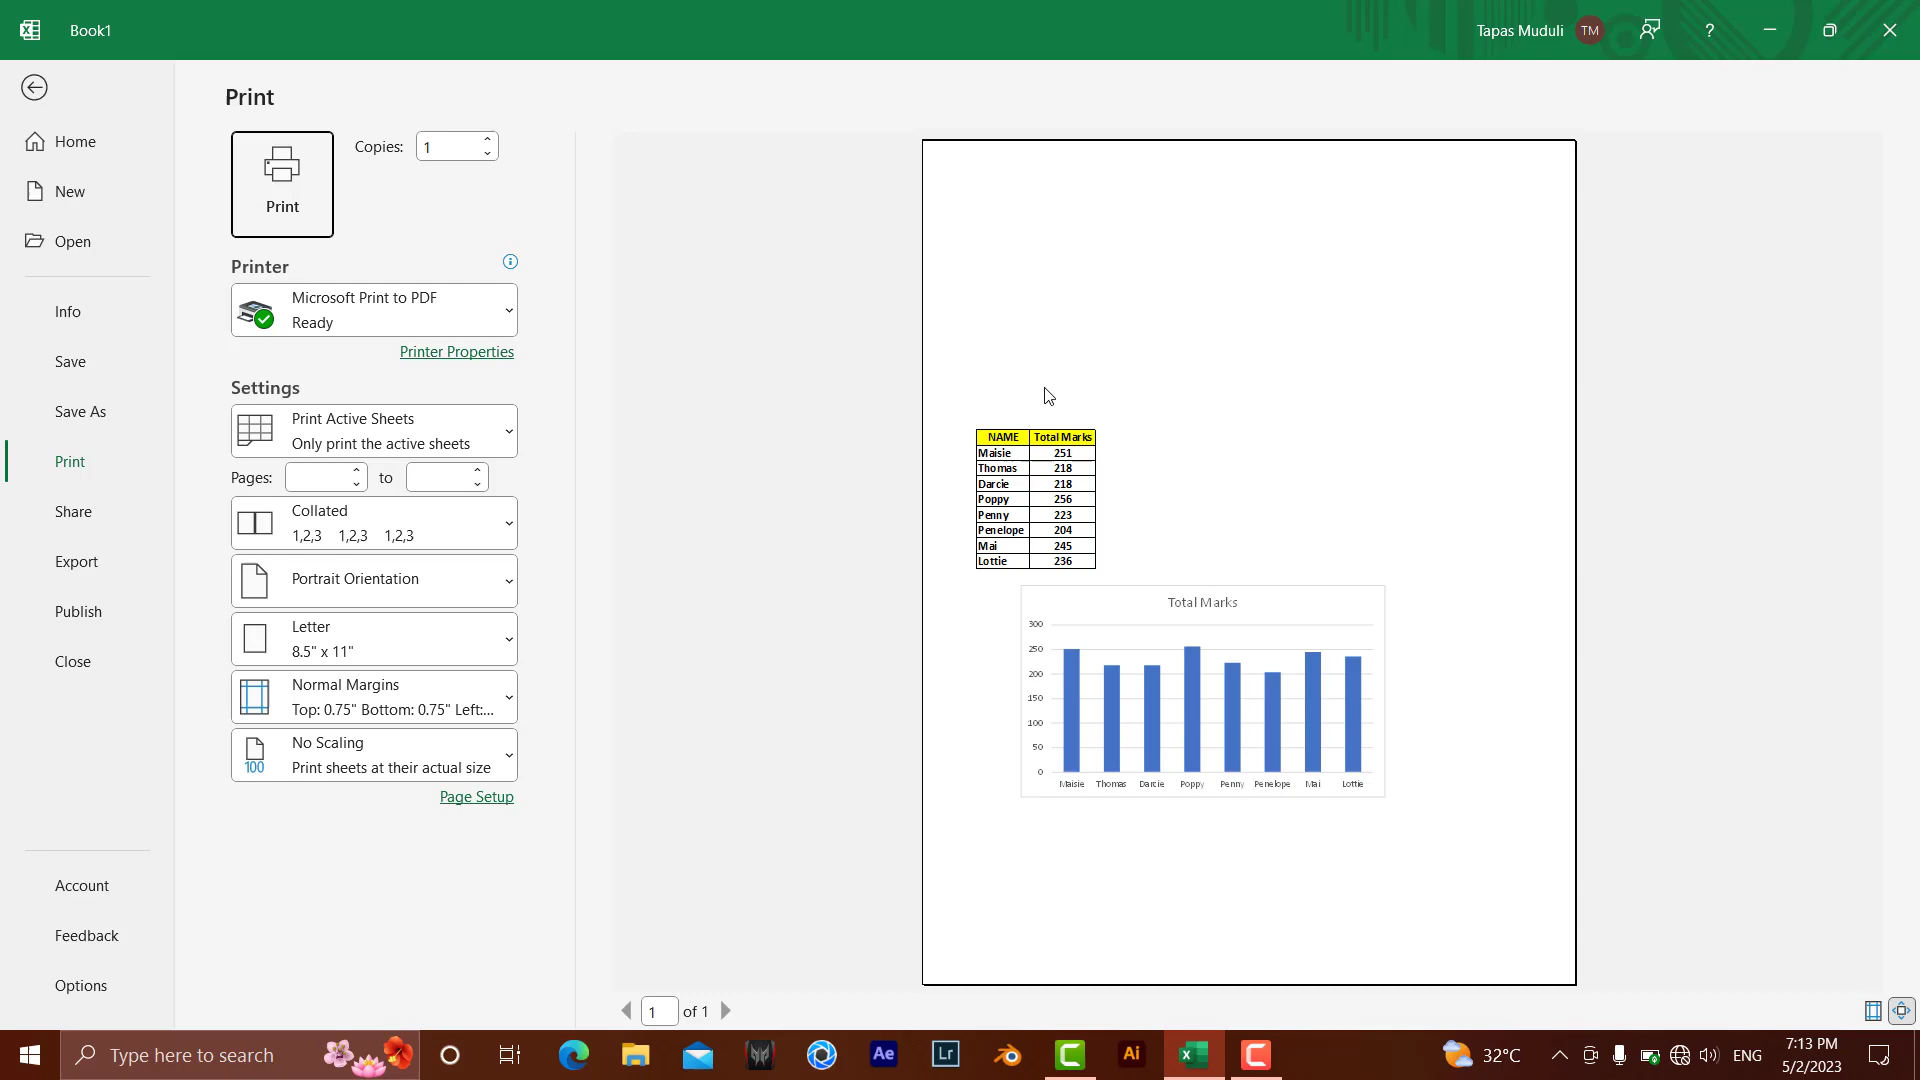 Book1
Tapas Muduli TM ?
Print
Home
New
Open
Info
Save
Save As
Print
Share
Export
Publish
Close
Account
Feedback
Options
Print
Copies: 1
Printer
Microsoft Print to PDF
Ready
Printer Properties
Settings
Print Active Sheets
Only print the active sheets
Pages: to
Collated
1,2,3 1,2,3 1,2,3
Portrait Orientation
Letter
8.5" x 11"
Normal Margins
Top: 0.75" Bottom: 0.75" Left:...
No Scaling
100 Print sheets at their actual size
Page Setup
NAME Total Marks
Maisie 251
Thomas 218
Darcie 218
Poppy 256
Penny 223
Penelope 204
Mai 245
Lottie 236
Total Marks
300
250
200
150
100
50
0
Maisie Thomas Darcie Poppy Penny Penelope Mai Lottie
1 of 1
Type here to search
Ae
Lr
Ai
32°C
ENG
7:13 PM
5/2/2023